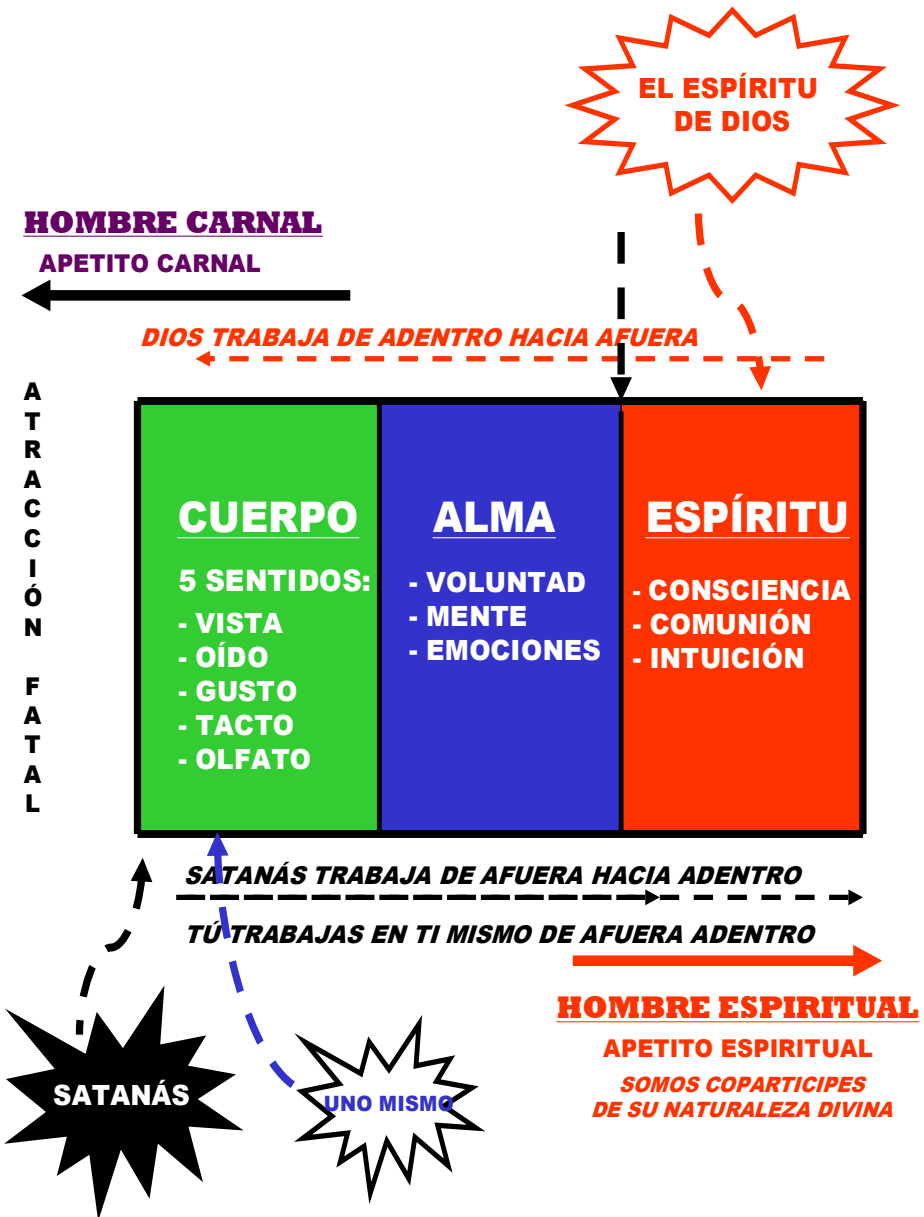 EL ESPÍRITU
DE DIOS
HOMBRE CARNAL
APETITO CARNAL
DIOS TRABAJA DE ADENTRO HACIA AFUERA
ATRACCIÓN FATAL
CUERPO
5 SENTIDOS:
- VISTA
- OÍDO
- GUSTO
- TACTO
- OLFATO
ALMA
- VOLUNTAD
- MENTE
- EMOCIONES
ESPÍRITU
- CONSCIENCIA
- COMUNIÓN
- INTUICIÓN
SATANÁS TRABAJA DE AFUERA HACIA ADENTRO
TÚ TRABAJAS EN TI MISMO DE AFUERA ADENTRO
HOMBRE ESPIRITUAL
APETITO ESPIRITUAL
SOMOS COPARTICIPES
DE SU NATURALEZA DIVINA
SATANÁS
UNO MISMO